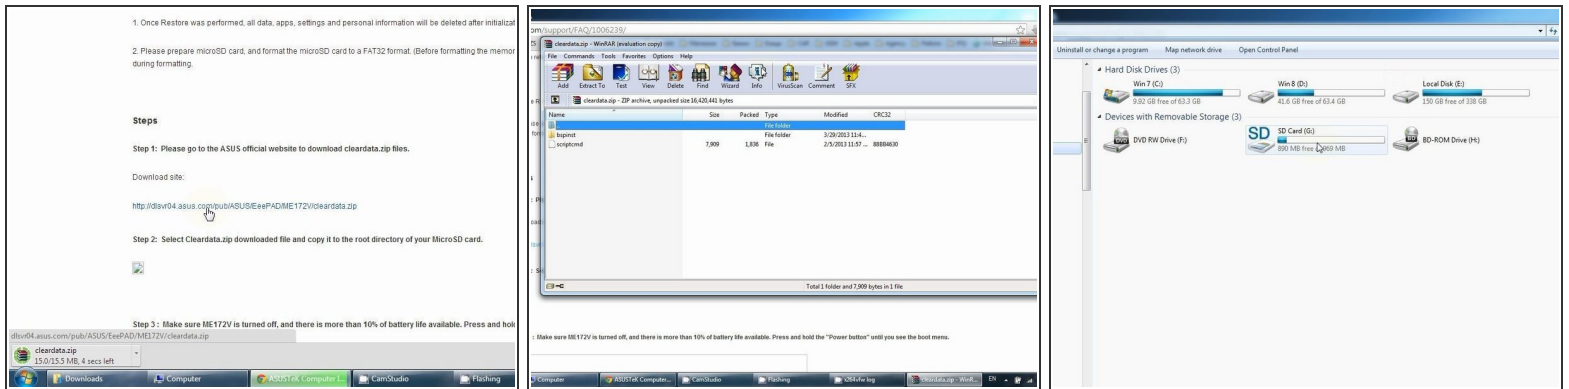 1. Once Restore was performed, all data, apps, settings and personal information will be deleted after initializat
2. Please prepare microSD card, and format the microSD card to a FAT32 format. (Before formatting the memor
during formatting.
Steps
Step 1: Please go to the ASUS official website to download cleardata.zip files.
Download site:
http://dlsvr04.asus.com/pub/ASUS/EeePAD/ME172V/cleardata.zip
Step 2: Select Cleardata.zip downloaded file and copy it to the root directory of your MicroSD card.
Step 3 : Make sure ME172V is turned off, and there is more than 10% of battery life available. Press and hol
dlsvr04.asus.com/pub/ASUS/EeePAD/ME172V/cleardata.zip
cleardata.zip
15.0/15.5 MB, 4 secs left
Downloads
Computer
ASUSTeK Computer I...
CamStudio
Flashing
om/support/FAQ/1006239/
cleardata.zip - WinRAR (evaluation copy)
File Commands Tools Favorites Options Help
Add Extract To Test View Delete Find Wizard Info VirusScan Comment SFX
cleardata.zip - ZIP archive, unpacked size 16,420,441 bytes
Name Size Packed Type Modified CRC32
..
File folder
bspinst File folder 3/29/2013 11:4...
scriptcmd 7,909 1,836 File 2/5/2013 11:57 ... 88884630
Total 1 folder and 7,909 bytes in 1 file
: Make sure ME172V is turned off, and there is more than 10% of battery life available. Press and hold the "Power button" until you see the boot menu.
Computer
ASUSTeK Computer...
CamStudio
Flashing
x264vfw log
cleardata.zip - WinR...
EN
Uninstall or change a program Map network drive Open Control Panel
Hard Disk Drives (3)
Win 7 (C:)
9.92 GB free of 63.3 GB
Win 8 (D:)
41.6 GB free of 63.4 GB
Local Disk (E:)
150 GB free of 338 GB
Devices with Removable Storage (3)
DVD RW Drive (F:)
SD Card (G:)
890 MB free 969 MB
BD-ROM Drive (H:)